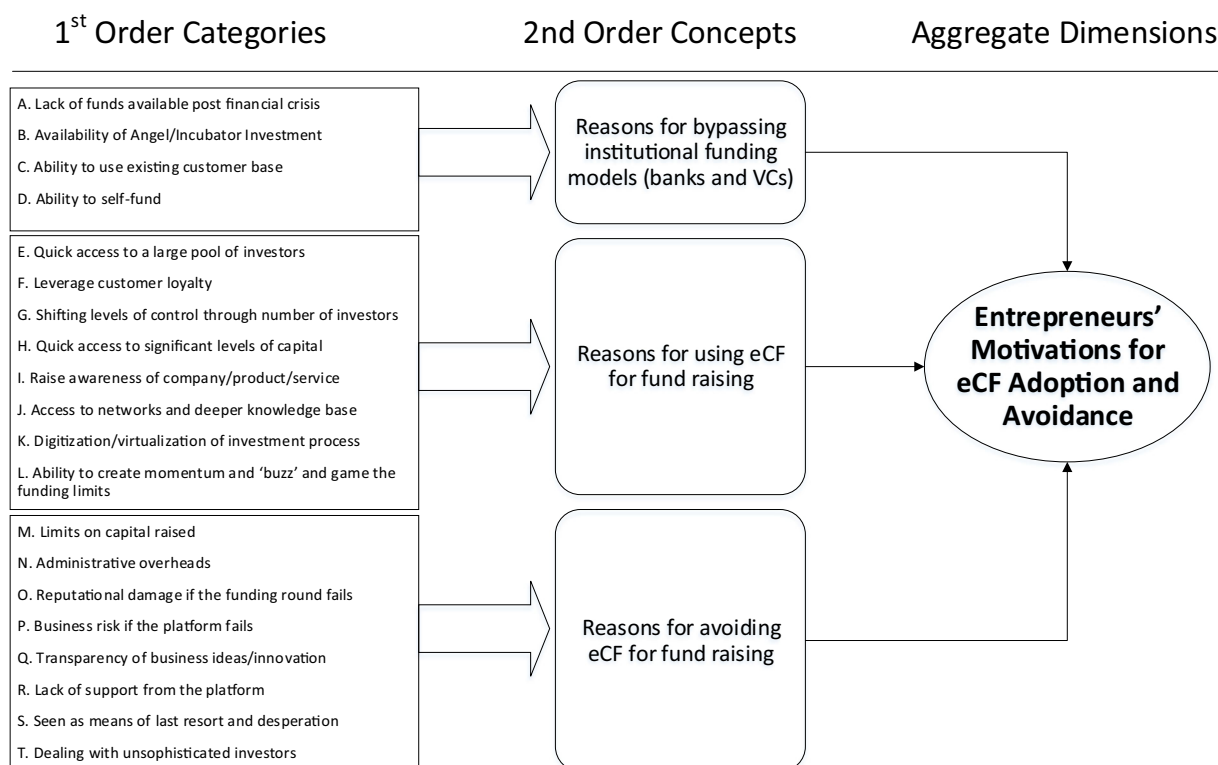 1st Order Categories
2nd Order Concepts
Aggregate Dimensions
A. Lack of funds available post financial crisis
B. Availability of Angel/Incubator Investment
C. Ability to use existing customer base
D. Ability to self-fund
Reasons for bypassing
institutional funding
models (banks and VCs)
E. Quick access to a large pool of investors
F. Leverage customer loyalty
G. Shifting levels of control through number of investors
H. Quick access to significant levels of capital
I. Raise awareness of company/product/service
J. Access to networks and deeper knowledge base
K. Digitization/virtualization of investment process
L. Ability to create momentum and ‘buzz’ and game the
funding limits
Reasons for using eCF
for fund raising
Entrepreneurs’
Motivations for
eCF Adoption and
Avoidance
M. Limits on capital raised
N. Administrative overheads
O. Reputational damage if the funding round fails
P. Business risk if the platform fails
Q. Transparency of business ideas/innovation
R. Lack of support from the platform
S. Seen as means of last resort and desperation
T. Dealing with unsophisticated investors
Reasons for avoiding
eCF for fund raising